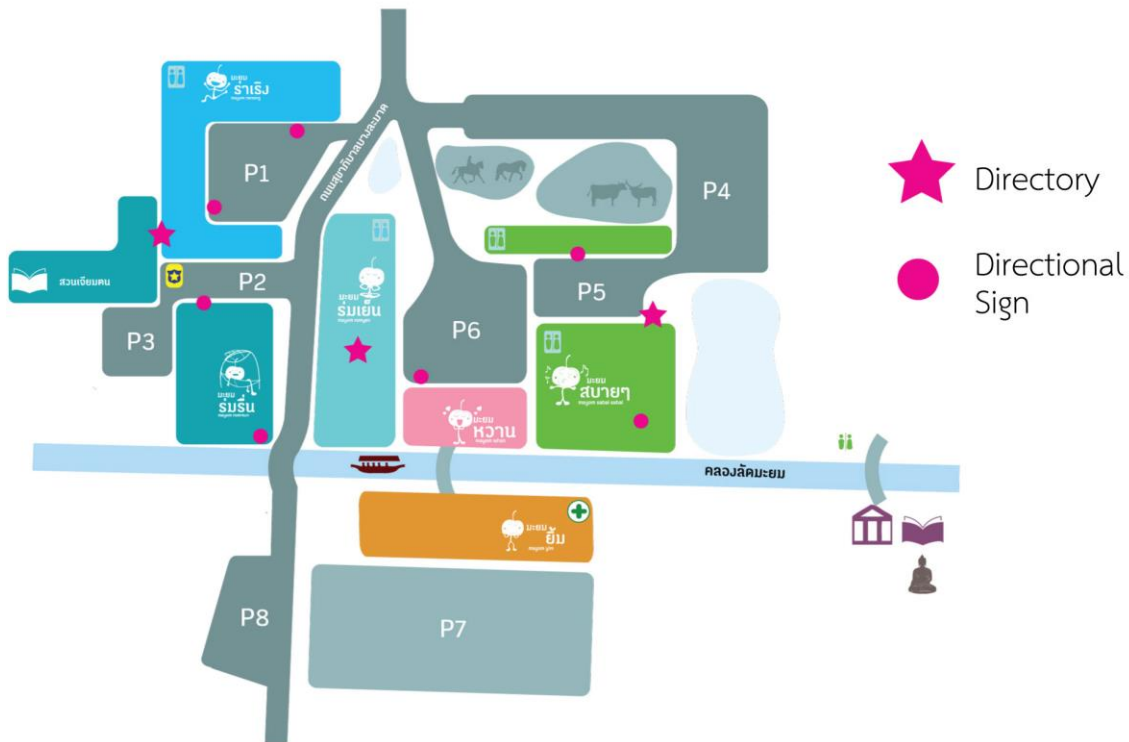 มะยม
ร่าเริง
P1
ถนนสุขาภิบาลบางระมาด
P4
Directory
Directional
Sign
สวนเจียมตน
P2
P5
P3
มะยม
ร่มเย็น
P6
มะยม
ร่มรื่น
มะยม
สบายๆ
มะยม
หวาน
คลองลัดมะยม
มะยม
ยิ้ม
P8
P7